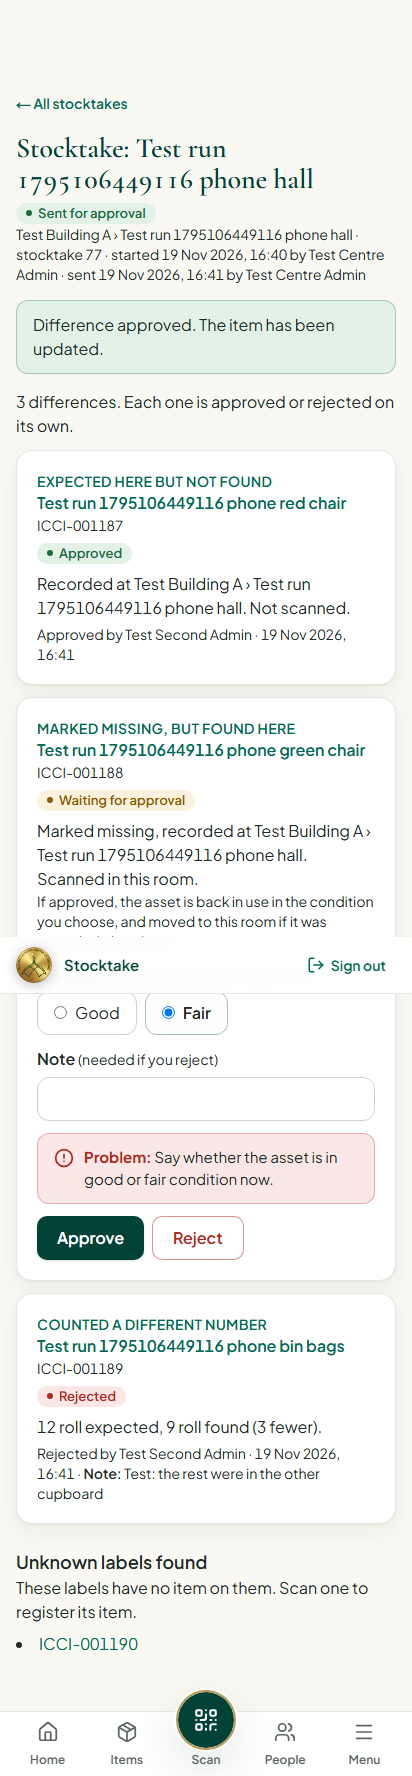 ← All stocktakes
Stocktake: Test run
1795106449116 phone hall
Sent for approval
Test Building A › Test run 1795106449116 phone hall ·
stocktake 77 · started 19 Nov 2026, 16:40 by Test Centre
Admin · sent 19 Nov 2026, 16:41 by Test Centre Admin
Difference approved. The item has been
updated.
3 differences. Each one is approved or rejected on
its own.
EXPECTED HERE BUT NOT FOUND
Test run 1795106449116 phone red chair
ICCI-001187
Approved
Recorded at Test Building A › Test run
1795106449116 phone hall. Not scanned.
Approved by Test Second Admin · 19 Nov 2026,
16:41
MARKED MISSING, BUT FOUND HERE
Test run 1795106449116 phone green chair
ICCI-001188
Waiting for approval
Marked missing, recorded at Test Building A ›
Test run 1795106449116 phone hall.
Scanned in this room.
If approved, the asset is back in use in the condition
you choose, and moved to this room if it was
Stocktake
Sign out
Good
Fair
Note (needed if you reject)
Problem: Say whether the asset is in
good or fair condition now.
Approve
Reject
COUNTED A DIFFERENT NUMBER
Test run 1795106449116 phone bin bags
ICCI-001189
Rejected
12 roll expected, 9 roll found (3 fewer).
Rejected by Test Second Admin · 19 Nov 2026,
16:41 · Note: Test: the rest were in the other
cupboard
Unknown labels found
These labels have no item on them. Scan one to
register its item.
• ICCI-001190
Home
Items
Scan
People
Menu